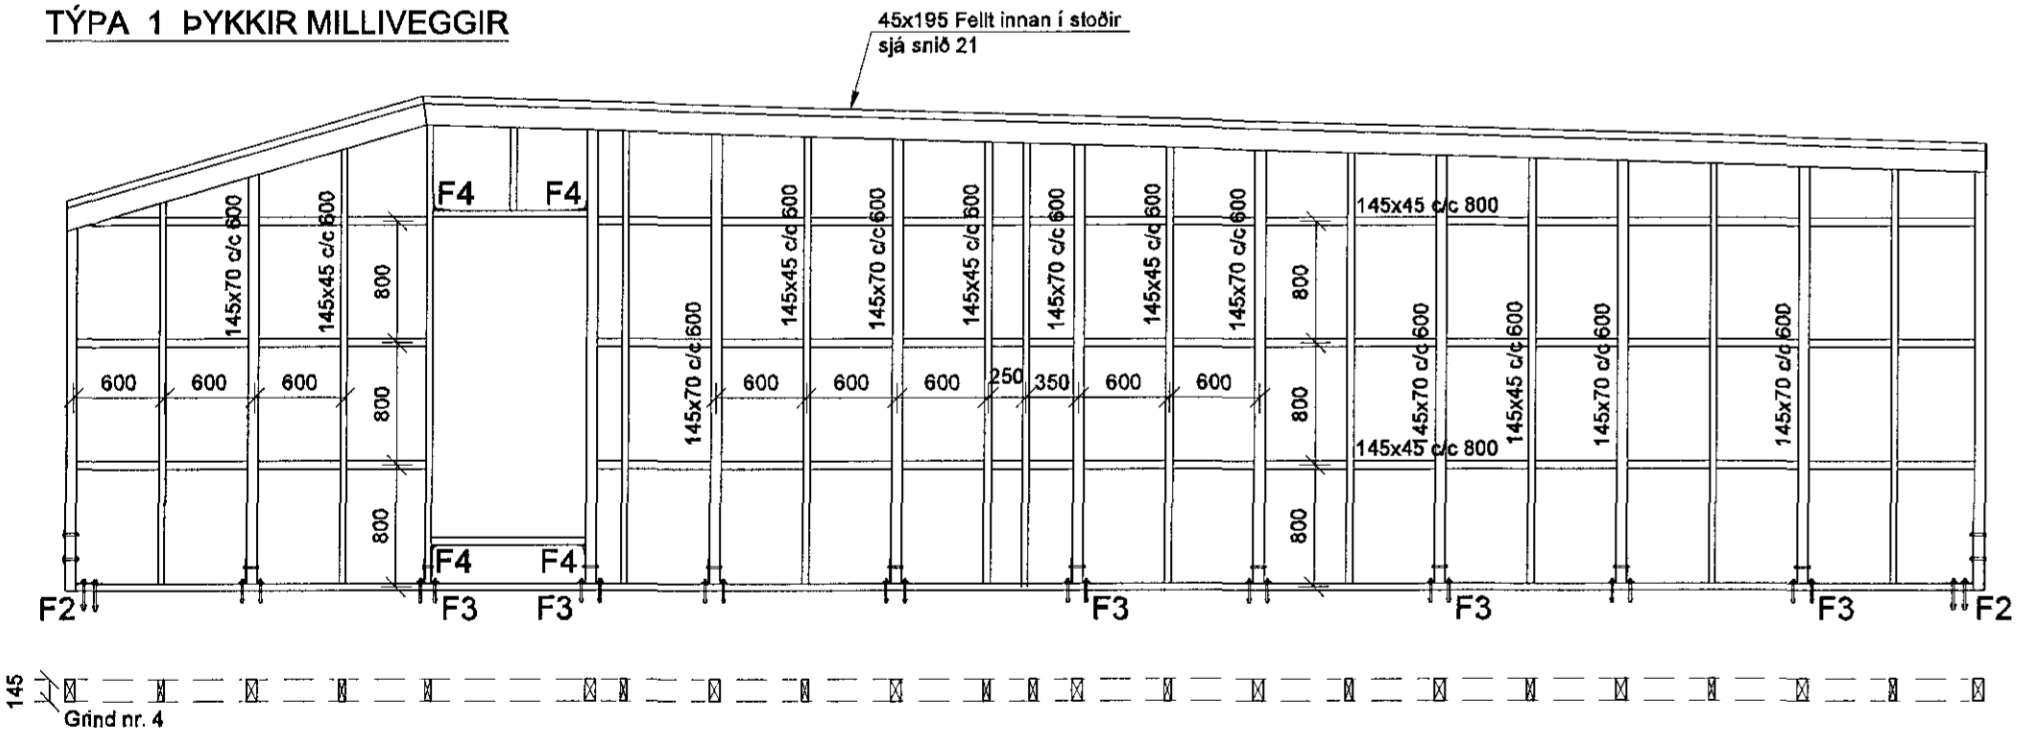 TÝPA 1 ÞYKKIR MILLIVEGGIR
45x195 Fellt innan í stoðir
sjá snið 21
F4 F4
145x70 c/c 600
145x45 c/c 600
145x70 c/c 600
145x45 c/c 600
145x70 c/c 600
145x45 c/c 600
145x70 c/c 600
145x45 c/c 600
145x70 c/c 600
145x45 c/c 800
145x70 c/c 600
145x45 c/c 600
145x70 c/c 600
145x70 c/c 600
145x45 c/c 800
800
800
800
800
800
800
600 600 600
600 600 600 250 350 600 600
F4 F4
F2 F3 F3 F3 F3 F3 F2
145
Grind nr. 4